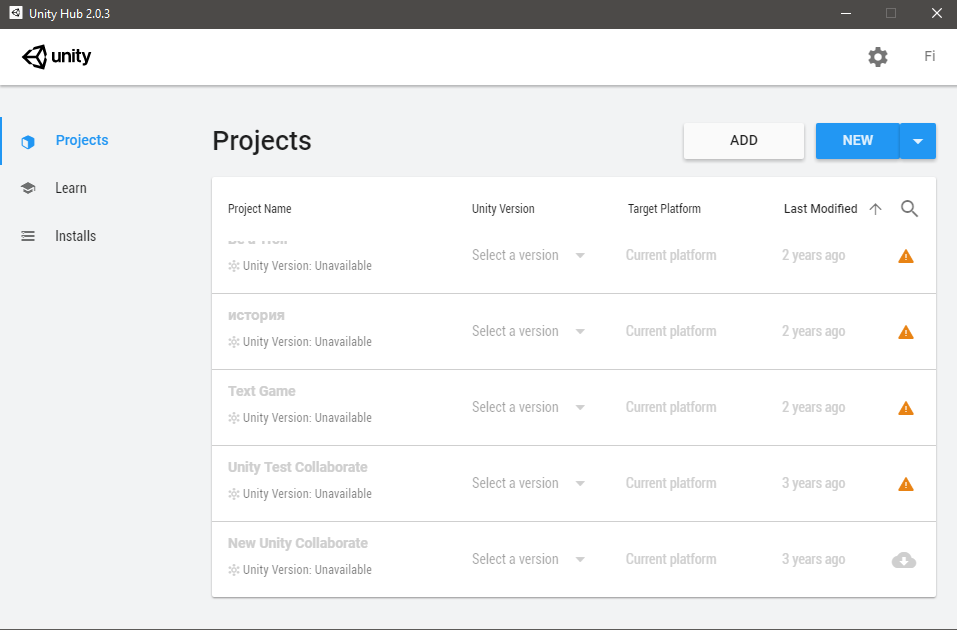 Unity Hub 2.0.3
unity
Fi
Projects
Learn
Installs
Projects
ADD
NEW
Project Name Unity Version Target Platform Last Modified
Select a version Current platform 2 years ago
Unity Version: Unavailable
история
Select a version Current platform 2 years ago
Unity Version: Unavailable
Text Game
Select a version Current platform 2 years ago
Unity Version: Unavailable
Unity Test Collaborate
Select a version Current platform 3 years ago
Unity Version: Unavailable
New Unity Collaborate
Select a version Current platform 3 years ago
Unity Version: Unavailable